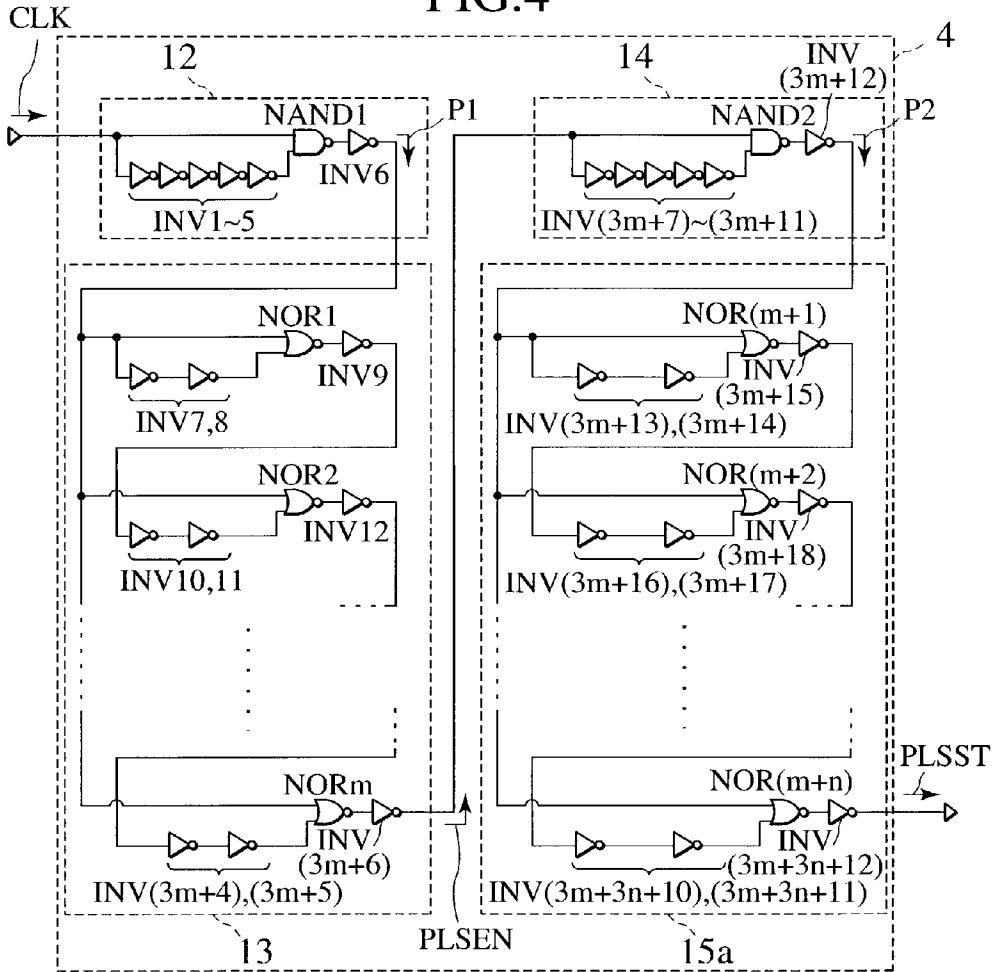 FIG.4
CLK
4
12
14
INV
(3m+12)
NAND1
P1
NAND2
P2
INV6
INV1~5
INV(3m+7)~(3m+11)
NOR1
INV9
INV7,8
NOR(m+1)
INV
(3m+15)
INV(3m+13),(3m+14)
NOR2
INV12
INV10,11
NOR(m+2)
INV
(3m+18)
INV(3m+16),(3m+17)
NORm
INV
(3m+6)
INV(3m+4),(3m+5)
NOR(m+n)
PLSST
INV
(3m+3n+12)
INV(3m+3n+10),(3m+3n+11)
13
PLSEN
15a